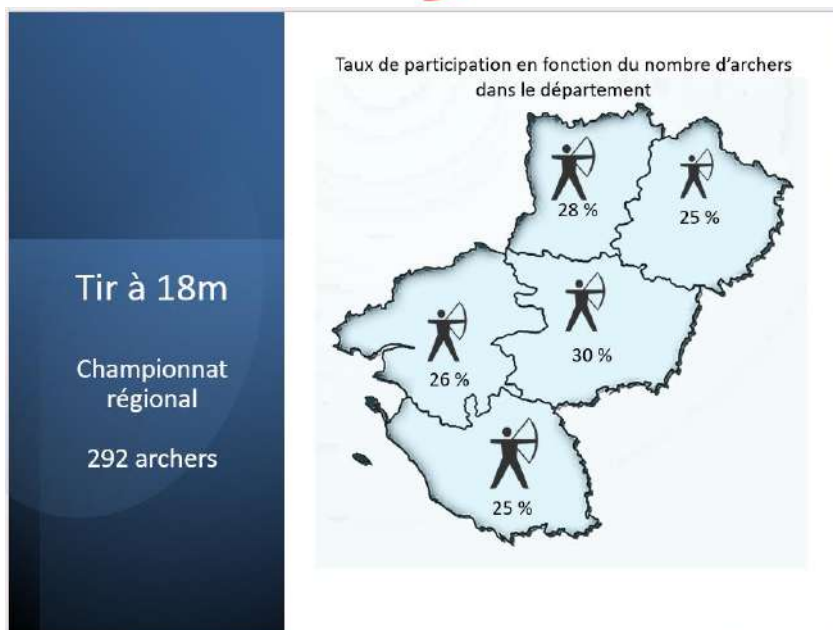 Taux de participation en fonction du nombre d'archers
dans le département
28 %
25 %
Tir à 18m
30 %
26 %
Championnat
régional
292 archers
25 %